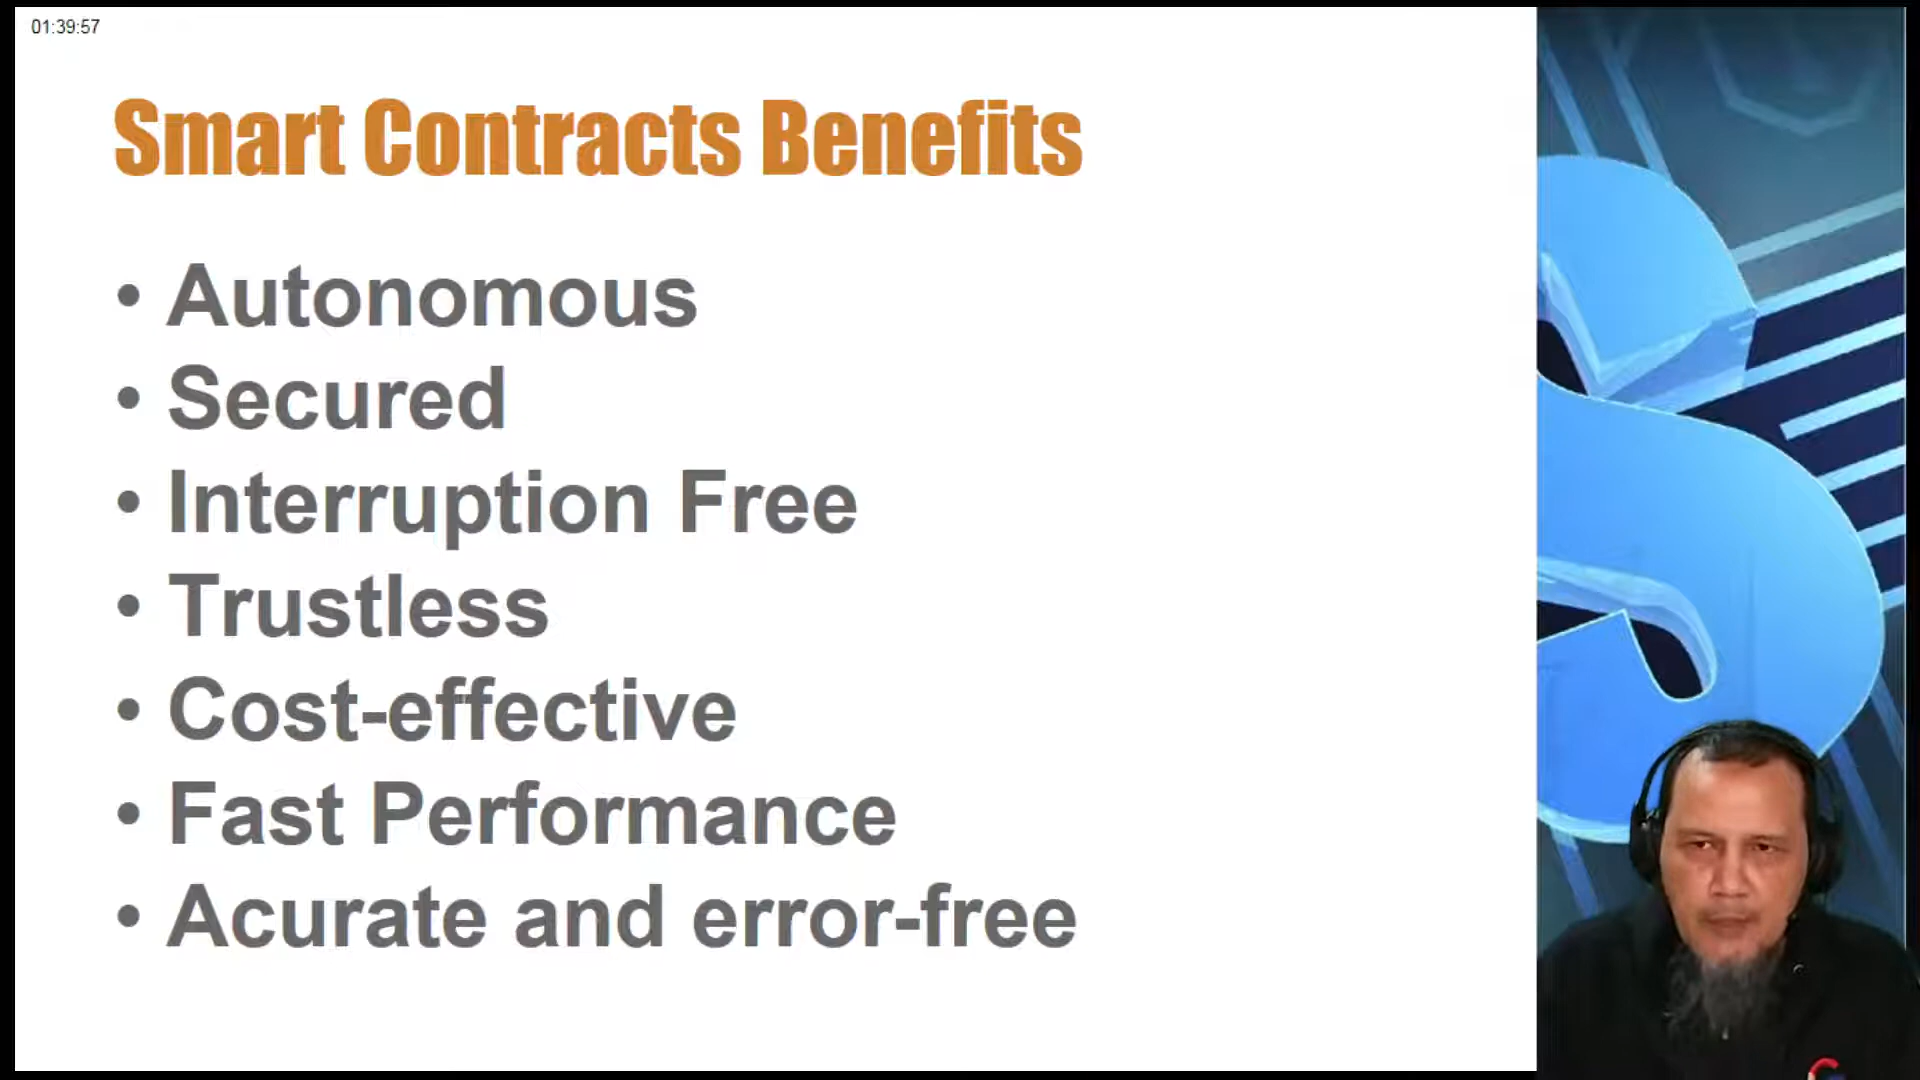 01:39:57
Smart Contracts Benefits
• Autonomous
• Secured
• Interruption Free
• Trustless
• Cost-effective
• Fast Performance
• Acurate and error-free